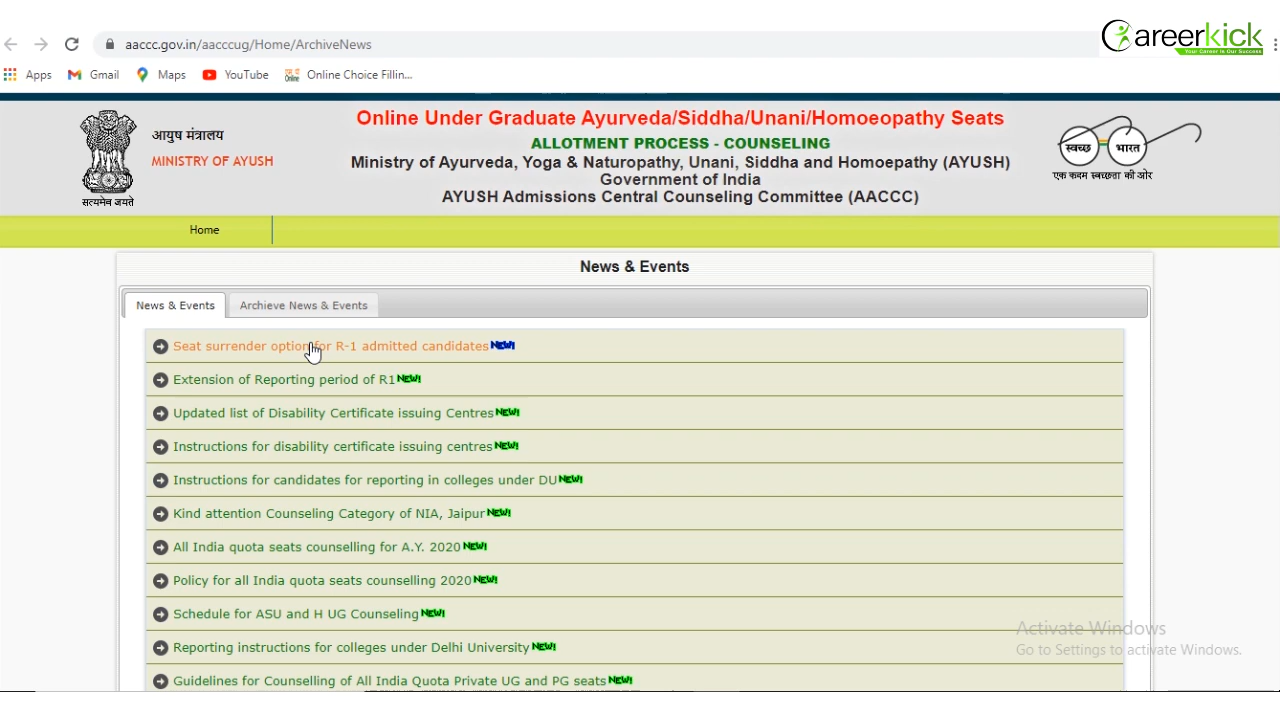 Careerkick
Your Career is Our Success
aaccc.gov.in/aacccug/Home/ArchiveNews
Apps
Gmail
Maps
YouTube
Online Choice Fillin...
आयुष मंत्रालय
MINISTRY OF AYUSH
सत्यमेव जयते
Online Under Graduate Ayurveda/Siddha/Unani/Homoeopathy Seats
ALLOTMENT PROCESS - COUNSELING
Ministry of Ayurveda, Yoga & Naturopathy, Unani, Siddha and Homoepathy (AYUSH)
Government of India
AYUSH Admissions Central Counseling Committee (AACCC)
स्वच्छ भारत
एक कदम स्वच्छता की ओर
Home
News & Events
News & Events
Archieve News & Events
Seat surrender option for R-1 admitted candidates NEW!
Extension of Reporting period of R1 NEW!
Updated list of Disability Certificate issuing Centres NEW!
Instructions for disability certificate issuing centres NEW!
Instructions for candidates for reporting in colleges under DU NEW!
Kind attention Counseling Category of NIA, Jaipur NEW!
All India quota seats counselling for A.Y. 2020 NEW!
Policy for all India quota seats counselling 2020 NEW!
Schedule for ASU and H UG Counseling NEW!
Reporting instructions for colleges under Delhi University NEW!
Guidelines for Counselling of All India Quota Private UG and PG seats NEW!
Activate Windows
Go to Settings to activate Windows.